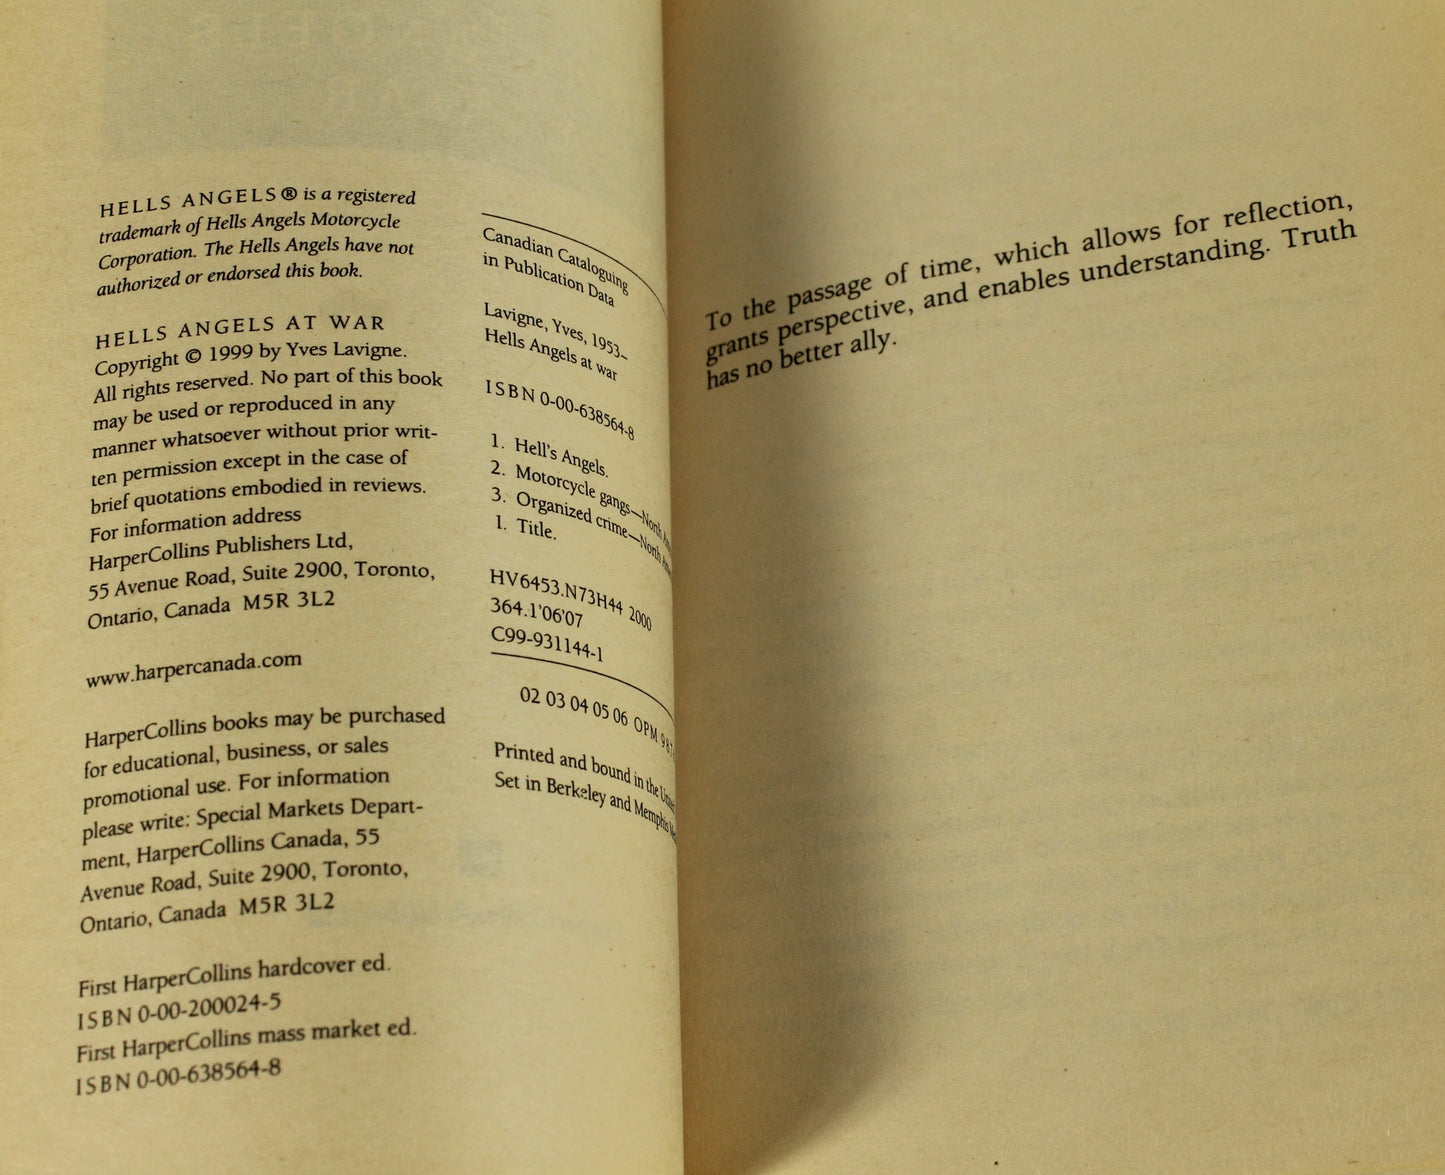 HELLS ANGELS® is a registered
trademark of Hells Angels Motorcycle
Corporation. The Hells Angels have not
authorized or endorsed this book.
HELLS ANGELS AT WAR
Copyright © 1999 by Yves Lavigne.
All rights reserved. No part of this book
may be used or reproduced in any
manner whatsoever without prior writ-
ten permission except in the case of
brief quotations embodied in reviews.
For information address
HarperCollins Publishers Ltd,
55 Avenue Road, Suite 2900, Toronto,
Ontario, Canada M5R 3L2
www.harpercanada.com
HarperCollins books may be purchased
for educational, business, or sales
promotional use. For information
please write: Special Markets Depart-
ment, HarperCollins Canada, 55
Avenue Road, Suite 2900, Toronto,
Ontario, Canada M5R 3L2
First HarperCollins hardcover ed.
ISBN 0-00-200024-5
First HarperCollins mass market ed.
ISBN 0-00-638564-8
Canadian Cataloguing
in Publication Data
Lavigne, Yves, 1953–
Hells Angels at war
ISBN 0-00-638564-8
1. Hell's Angels.
2. Motorcycle gangs—North
3. Organized crime—North
I. Title.
HV6453.N73H44 2000
364.1'06'07
C99-931144-1
02 03 04 05 06 OPM 9 8
Printed and bound in the
Set in Berkeley and Memphis
To the passage of time, which allows for reflection,
grants perspective, and enables understanding. Truth
has no better ally.